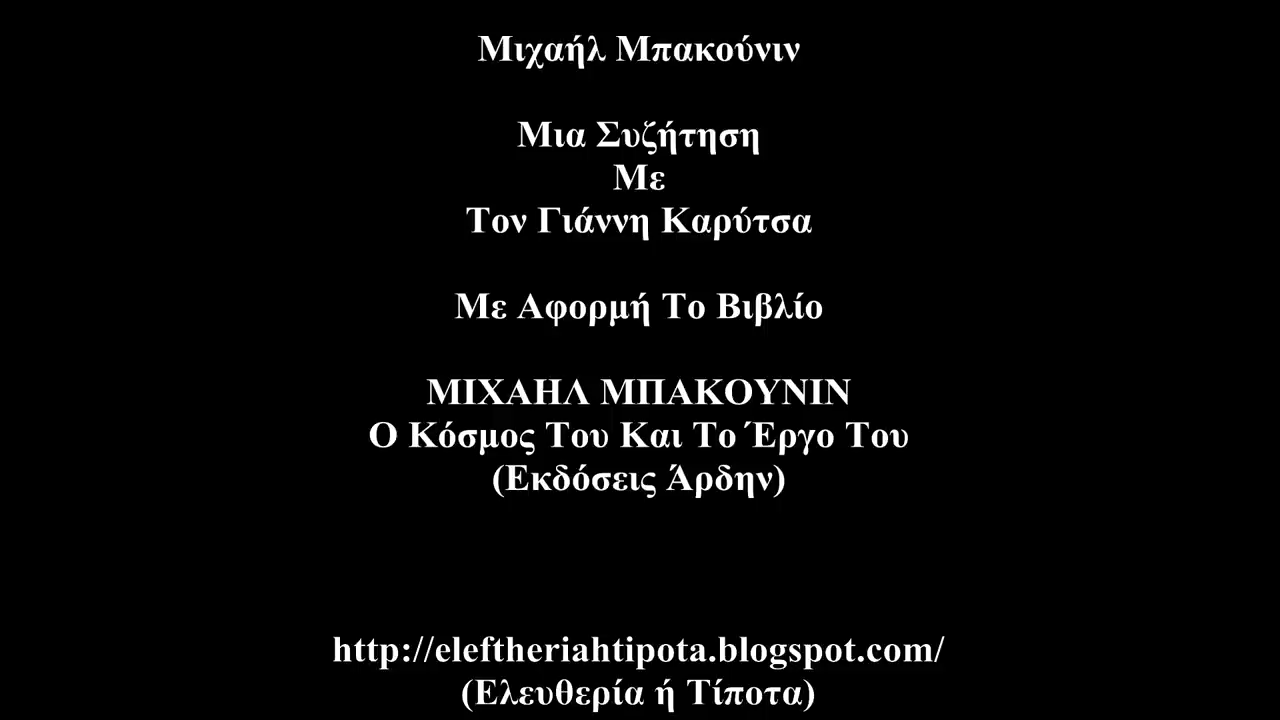 Μιχαήλ Μπακούνιν
Μια Συζήτηση
Με
Τον Γιάννη Καρύτσα
Με Αφορμή Το Βιβλίο
ΜΙΧΑΗΛ ΜΠΑΚΟΥΝΙΝ
Ο Κόσμος Του Και Το Έργο Του
(Εκδόσεις Άρδην)
http://eleftheriahtipota.blogspot.com/
(Ελευθερία ή Τίποτα)